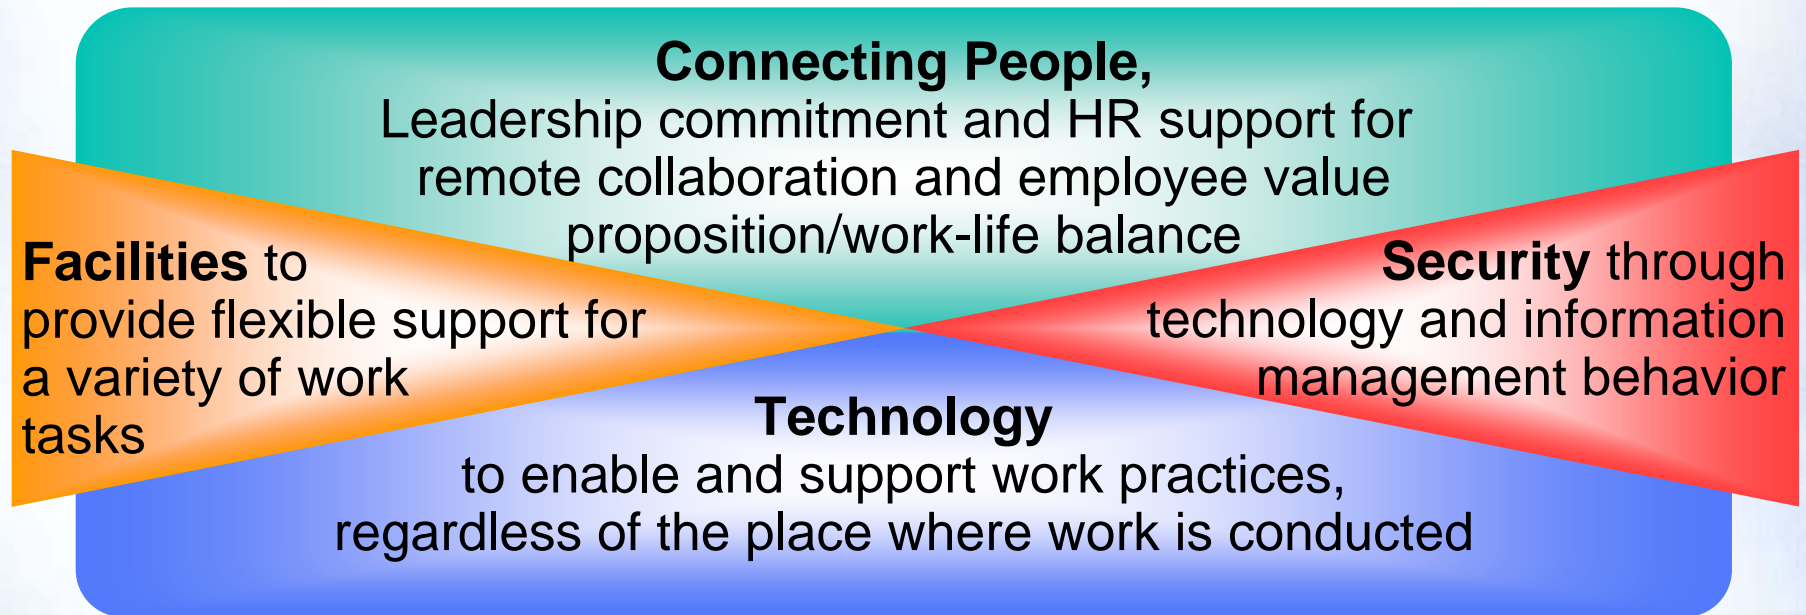 Connecting People,
Leadership commitment and HR support for
remote collaboration and employee value
proposition/work-life balance
Facilities to
provide flexible support for
a variety of work
tasks
Security through
technology and information
management behavior
Technology
to enable and support work practices,
regardless of the place where work is conducted